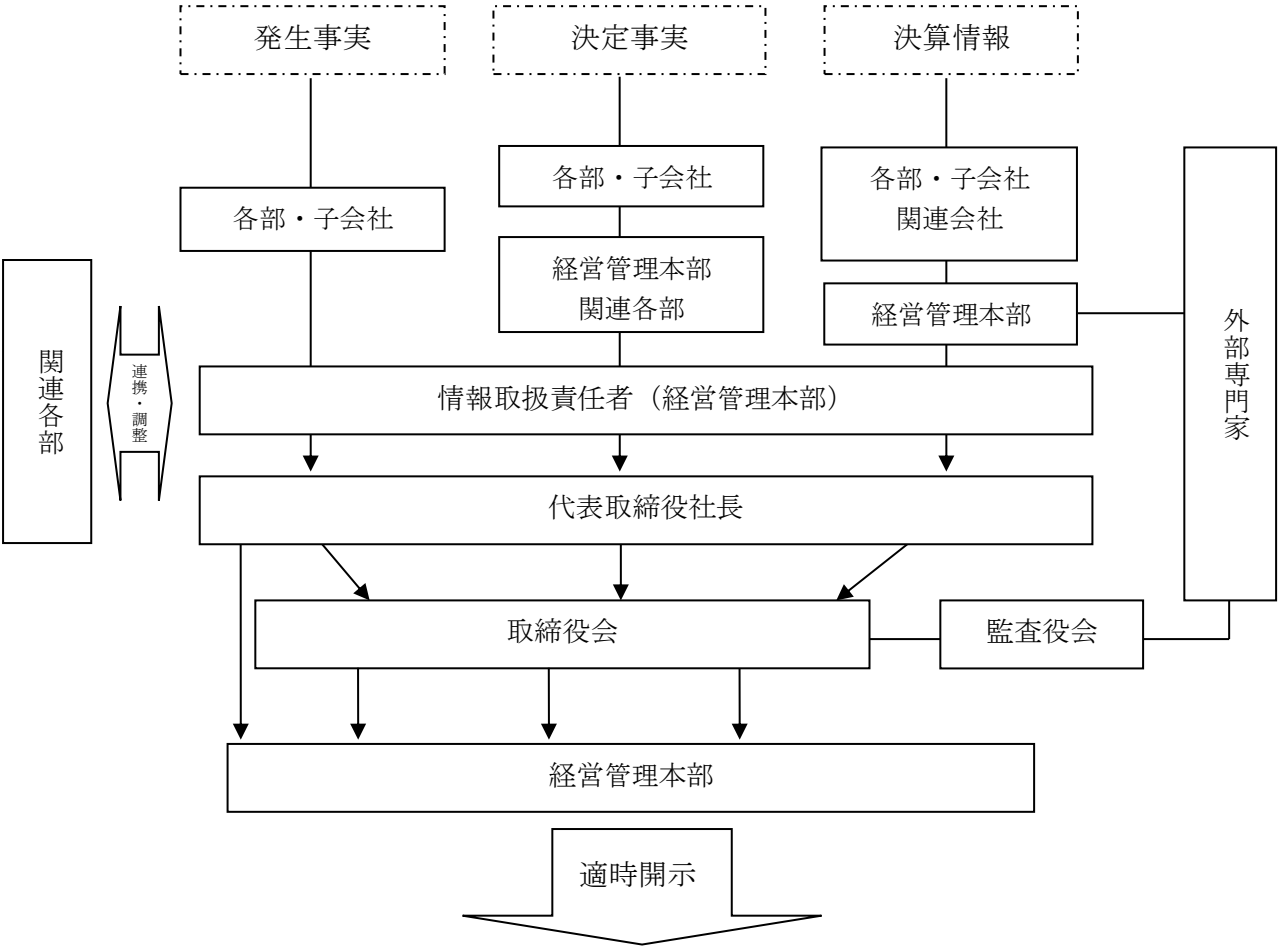 発生事実
決定事実
決算情報
各部・子会社
各部・子会社
関連会社
各部・子会社
経営管理本部
関連各部
経営管理本部
外部専門家
関連各部
連携・調整
情報取扱責任者（経営管理本部）
代表取締役社長
取締役会
監査役会
経営管理本部
適時開示